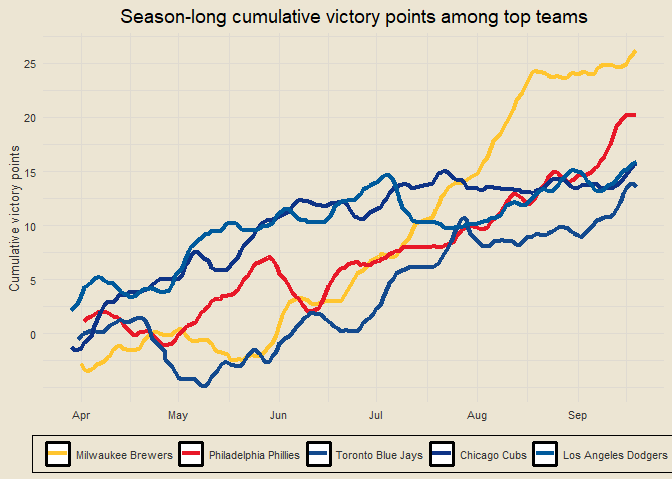 Season-long cumulative victory points among top teams
Cumulative victory points
25
20
15
10
5
0
Apr May Jun Jul Aug Sep
Milwaukee Brewers Philadelphia Phillies Toronto Blue Jays Chicago Cubs Los Angeles Dodgers